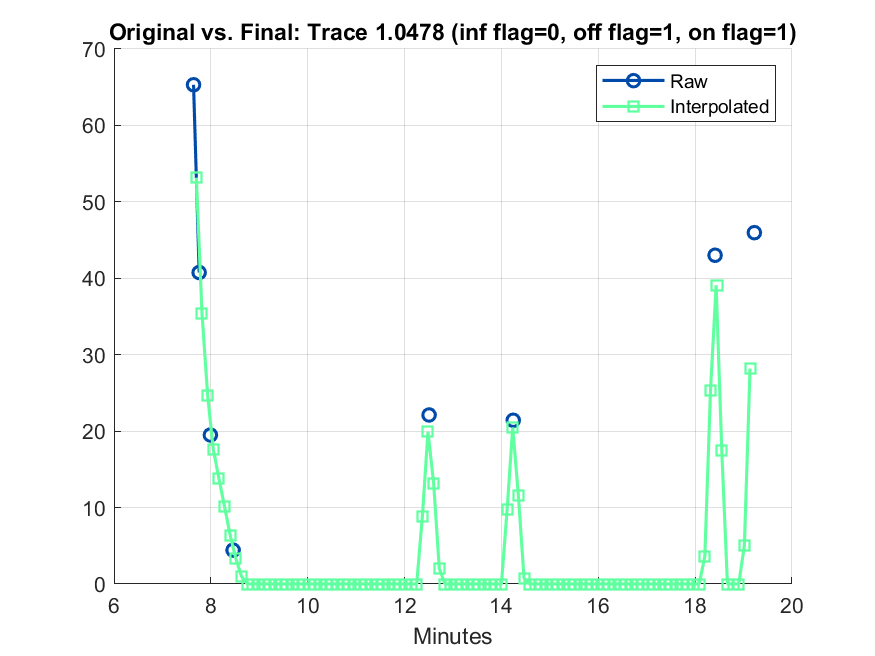 Original vs. Final: Trace 1.0478 (inf flag=0, off flag=1, on flag=1)
Raw
Interpolated
70
60
50
40
30
20
10
0
6 8 10 12 14 16 18 20
Minutes